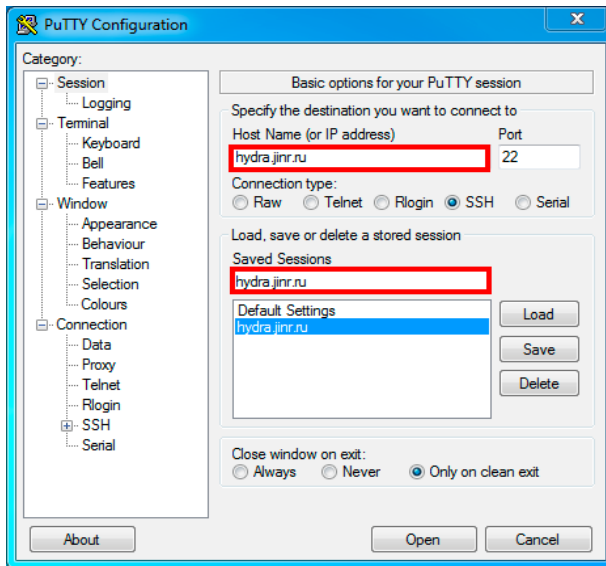 PuTTY Configuration
x
Category:
Session
Logging
Terminal
Keyboard
Bell
Features
Window
Appearance
Behaviour
Translation
Selection
Colours
Connection
Data
Proxy
Telnet
Rlogin
SSH
Serial
Basic options for your PuTTY session
Specify the destination you want to connect to
Host Name (or IP address) Port
hydra.jinr.ru 22
Connection type:
Raw Telnet Rlogin SSH Serial
Load, save or delete a stored session
Saved Sessions
hydra.jinr.ru
Default Settings
hydra.jinr.ru
Load
Save
Delete
Close window on exit:
Always Never Only on clean exit
About Open Cancel